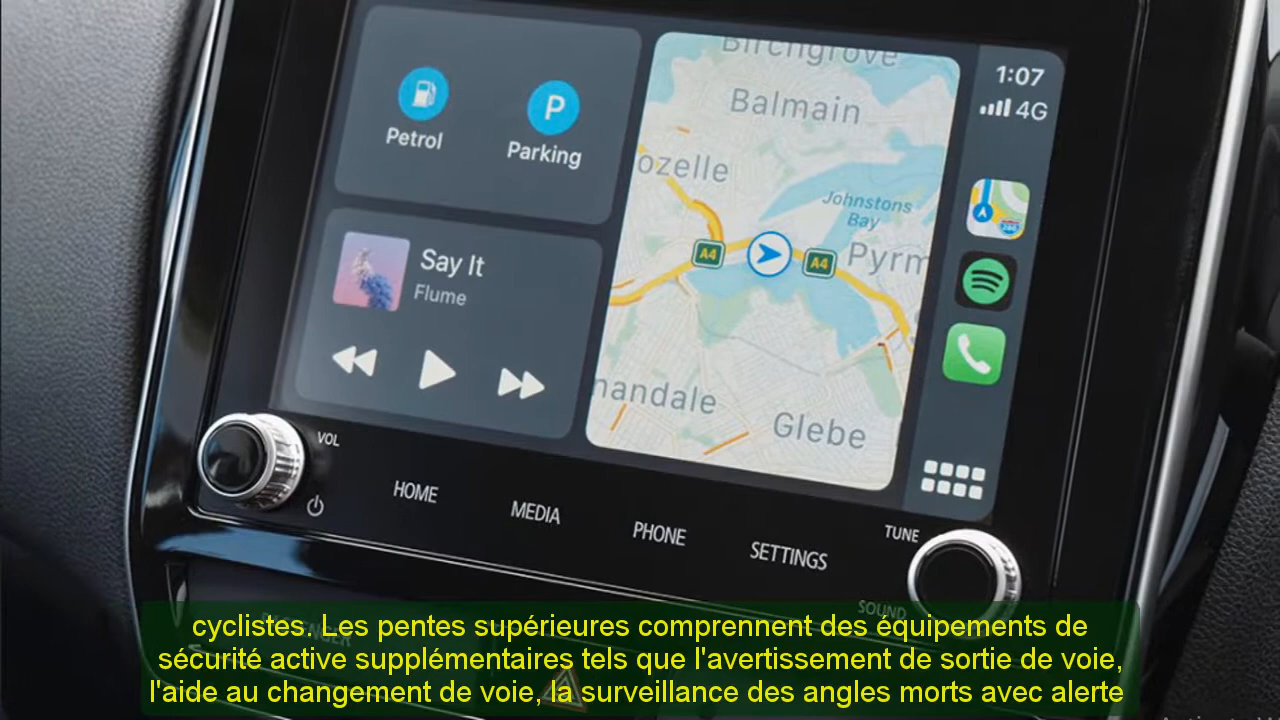 Birchgrove
Balmain
ozelle
Johnstons
Bay
A4
A4
Pyrm
nandale
Glebe
1:07
4G
Petrol
P
Parking
Say It
Flume
VOL
HOME
MEDIA
PHONE
SETTINGS
TUNE
SOUND
cyclistes. Les pentes supérieures comprennent des équipements de
sécurité active supplémentaires tels que l'avertissement de sortie de voie,
l'aide au changement de voie, la surveillance des angles morts avec alerte